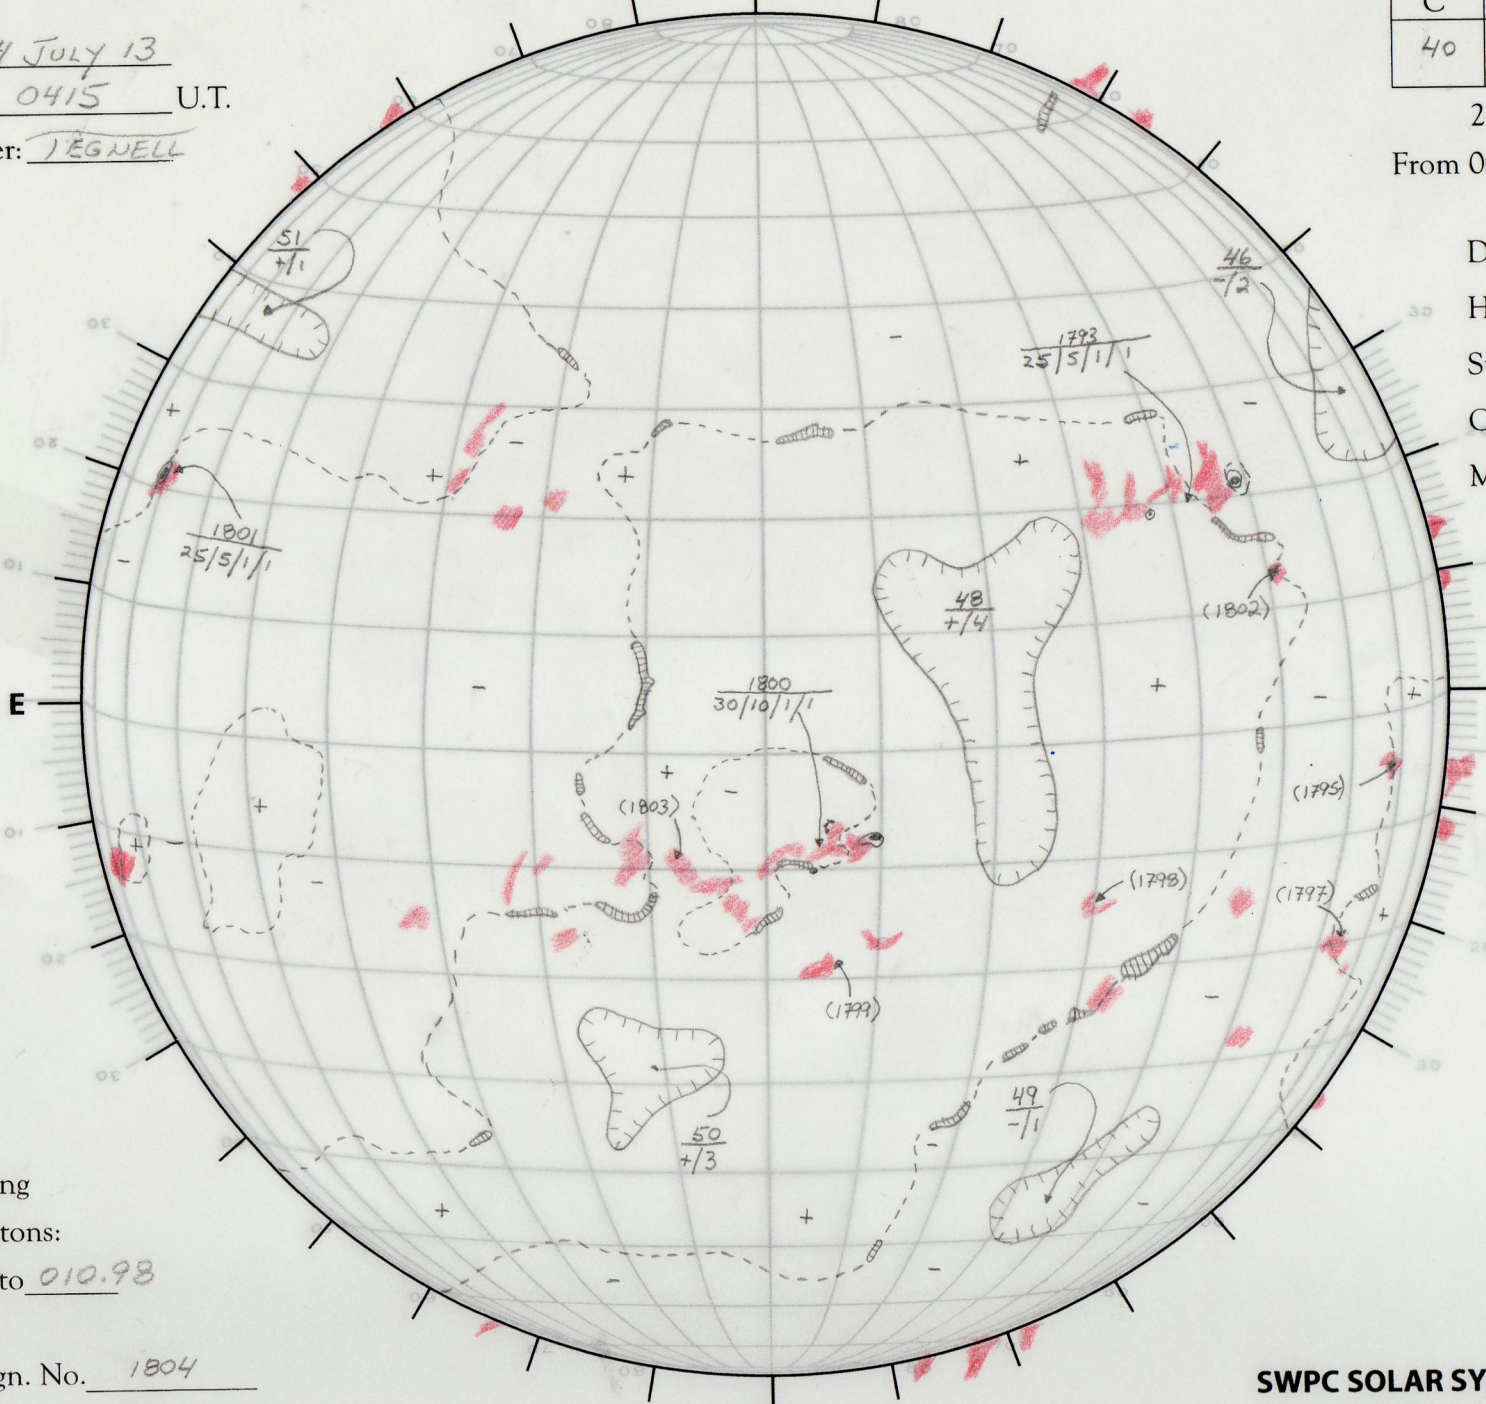 JULY 13
0415 U.T.
er: TEGNELL
C
40
2
From 0
D
H
S
C
M
51
+/1
46
-/2
1793
25/5/1/1
1801
25/5/1/1
48
+/4
(1802)
E
1800
30/10/1/1
(1795)
(1803)
(1798)
(1797)
(1799)
49
-/1
50
+/3
ng
tons:
to 010.98
gn. No. 1804
SWPC SOLAR SY